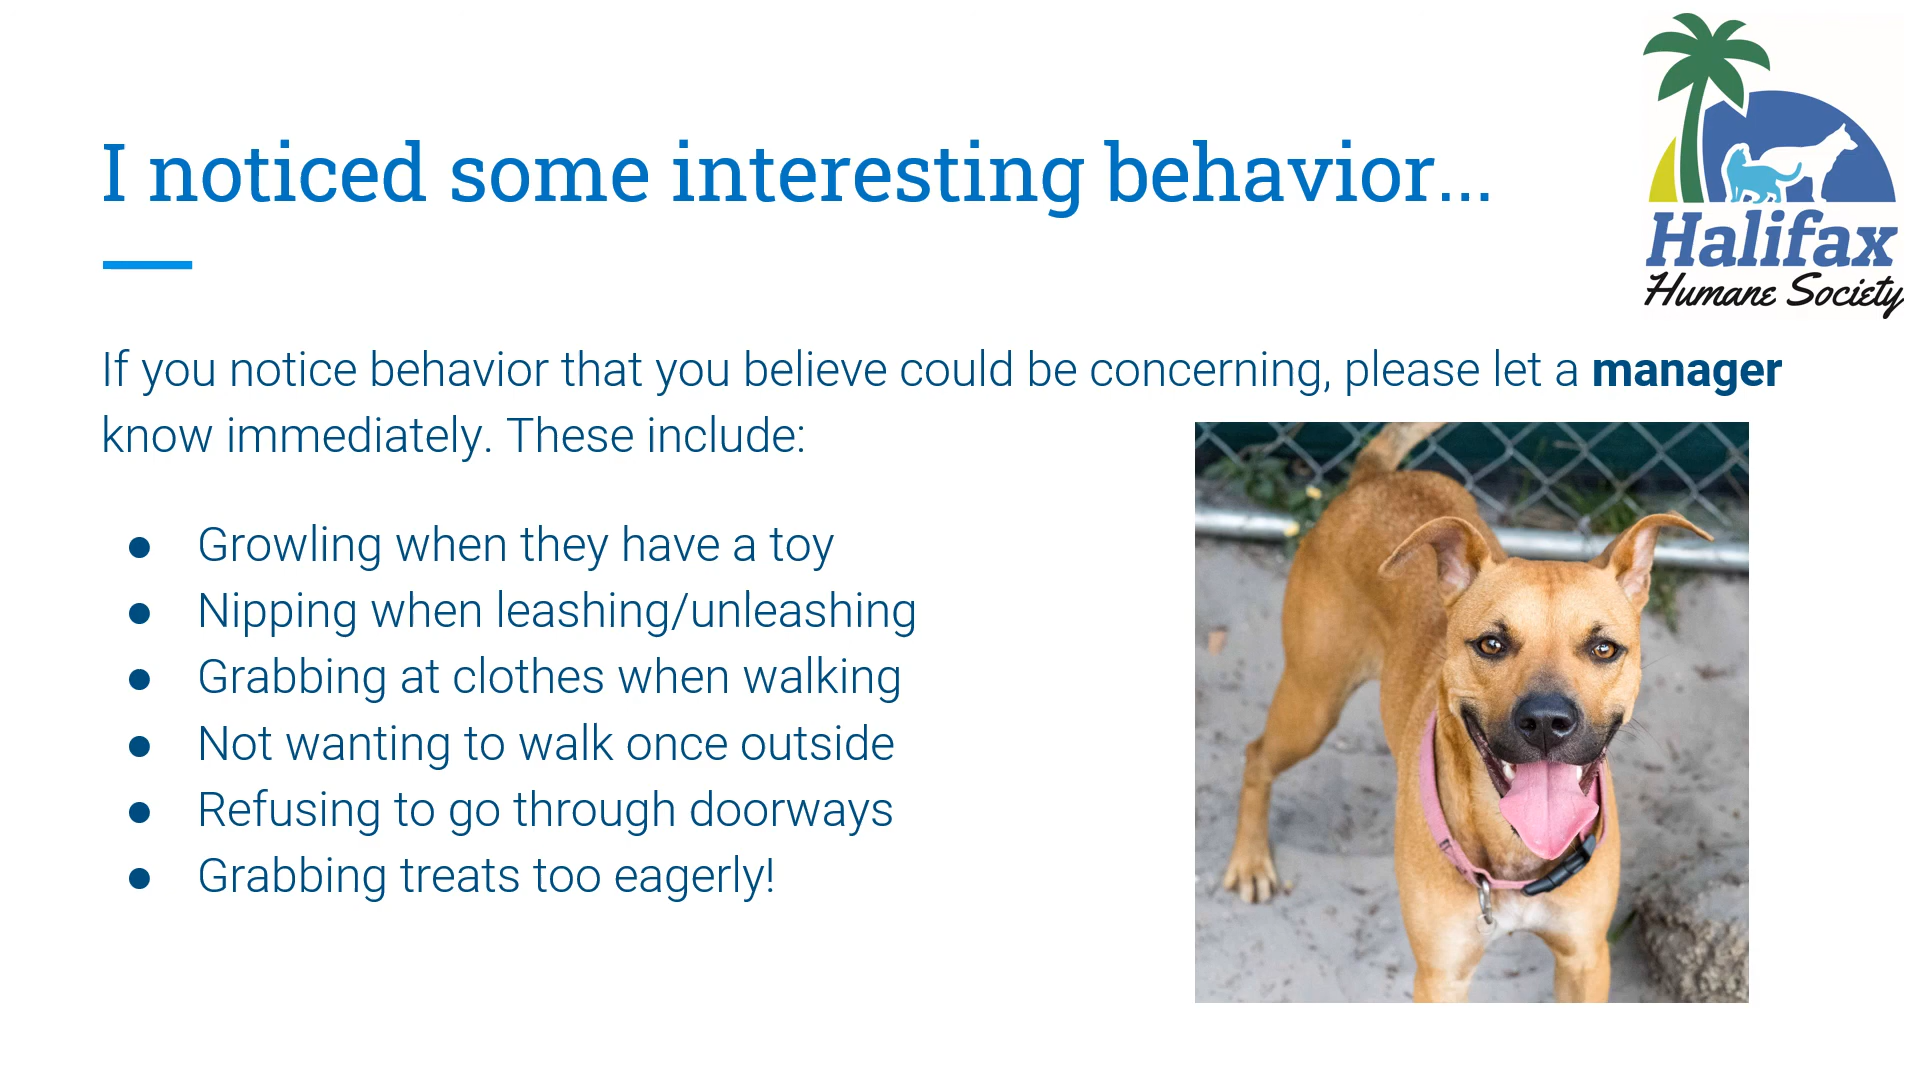 I noticed some interesting behavior...
Halifax
Humane Society
If you notice behavior that you believe could be concerning, please let a manager
know immediately. These include:
● Growling when they have a toy
● Nipping when leashing/unleashing
● Grabbing at clothes when walking
● Not wanting to walk once outside
● Refusing to go through doorways
● Grabbing treats too eagerly!